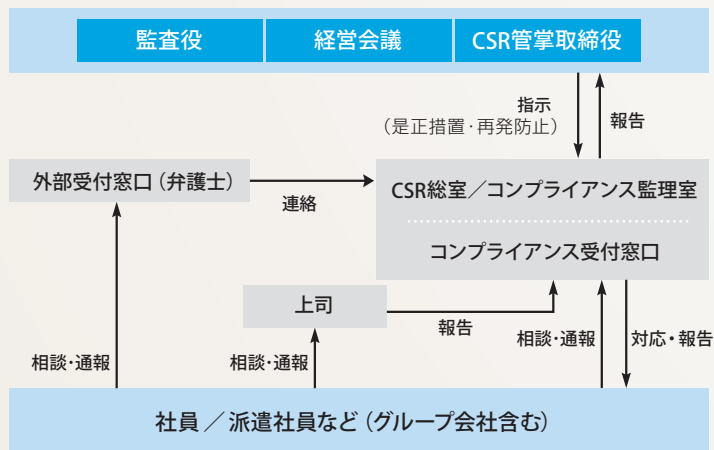 監査役
経営会議
CSR管掌取締役
指示
（是正措置・再発防止）
報告
外部受付窓口（弁護士）
連絡
CSR総室／コンプライアンス監理室
コンプライアンス受付窓口
上司
報告
相談・通報
相談・通報
相談・通報
対応・報告
社員／派遣社員など（グループ会社含む）